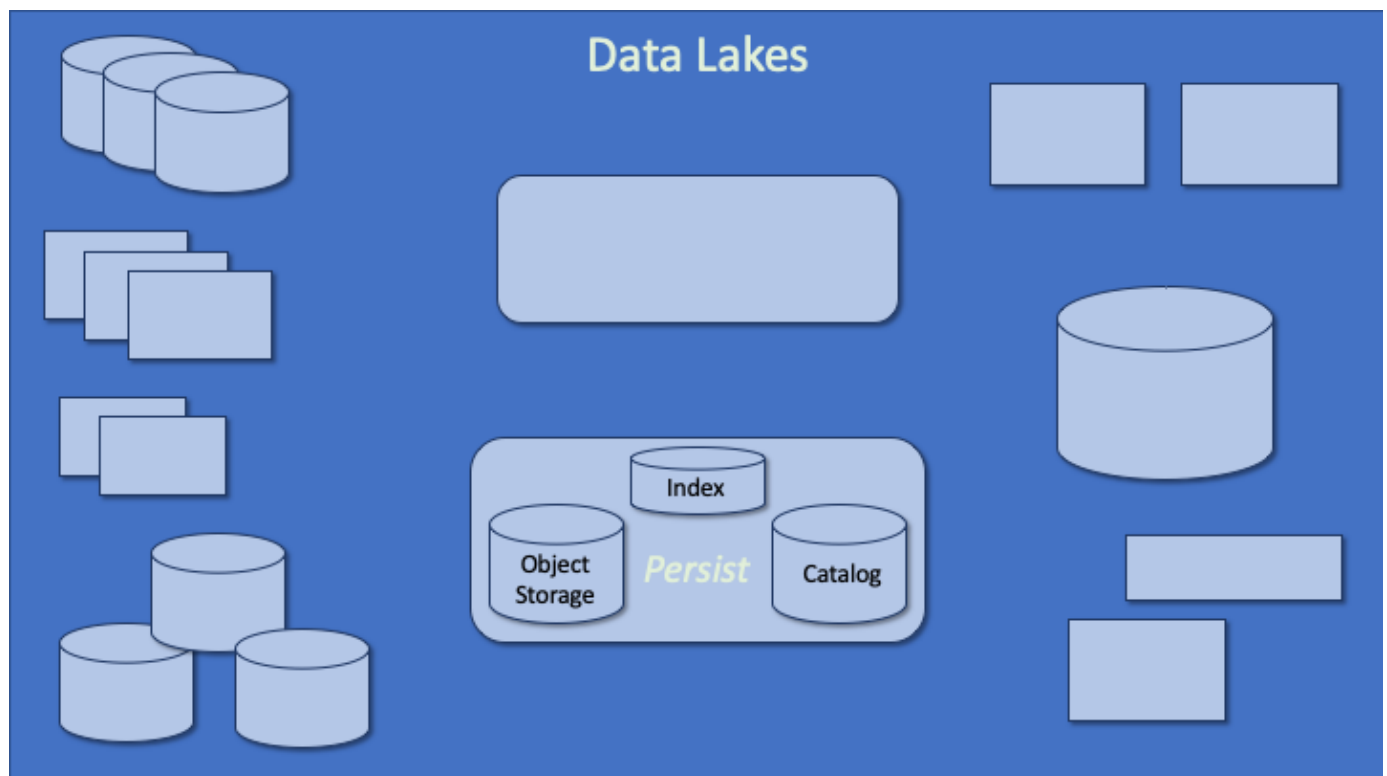 Data Lakes
Index
Object
Storage
Persist
Catalog